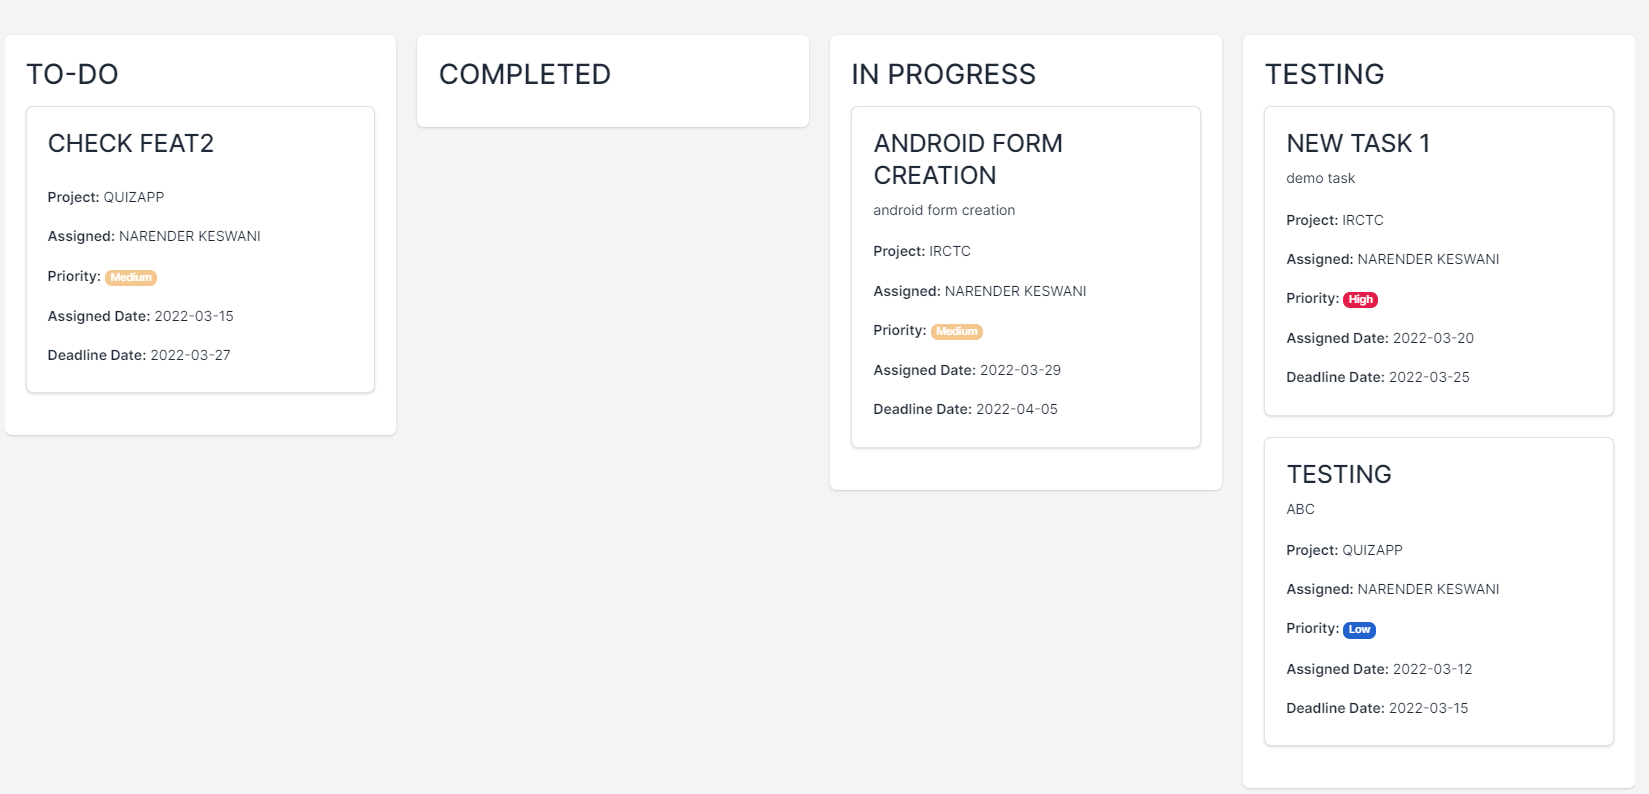 TO-DO
CHECK FEAT2
Project: QUIZAPP
Assigned: NARENDER KESWANI
Priority: Medium
Assigned Date: 2022-03-15
Deadline Date: 2022-03-27
COMPLETED
IN PROGRESS
ANDROID FORM
CREATION
android form creation
Project: IRCTC
Assigned: NARENDER KESWANI
Priority: Medium
Assigned Date: 2022-03-29
Deadline Date: 2022-04-05
TESTING
NEW TASK 1
demo task
Project: IRCTC
Assigned: NARENDER KESWANI
Priority: High
Assigned Date: 2022-03-20
Deadline Date: 2022-03-25
TESTING
ABC
Project: QUIZAPP
Assigned: NARENDER KESWANI
Priority: Low
Assigned Date: 2022-03-12
Deadline Date: 2022-03-15